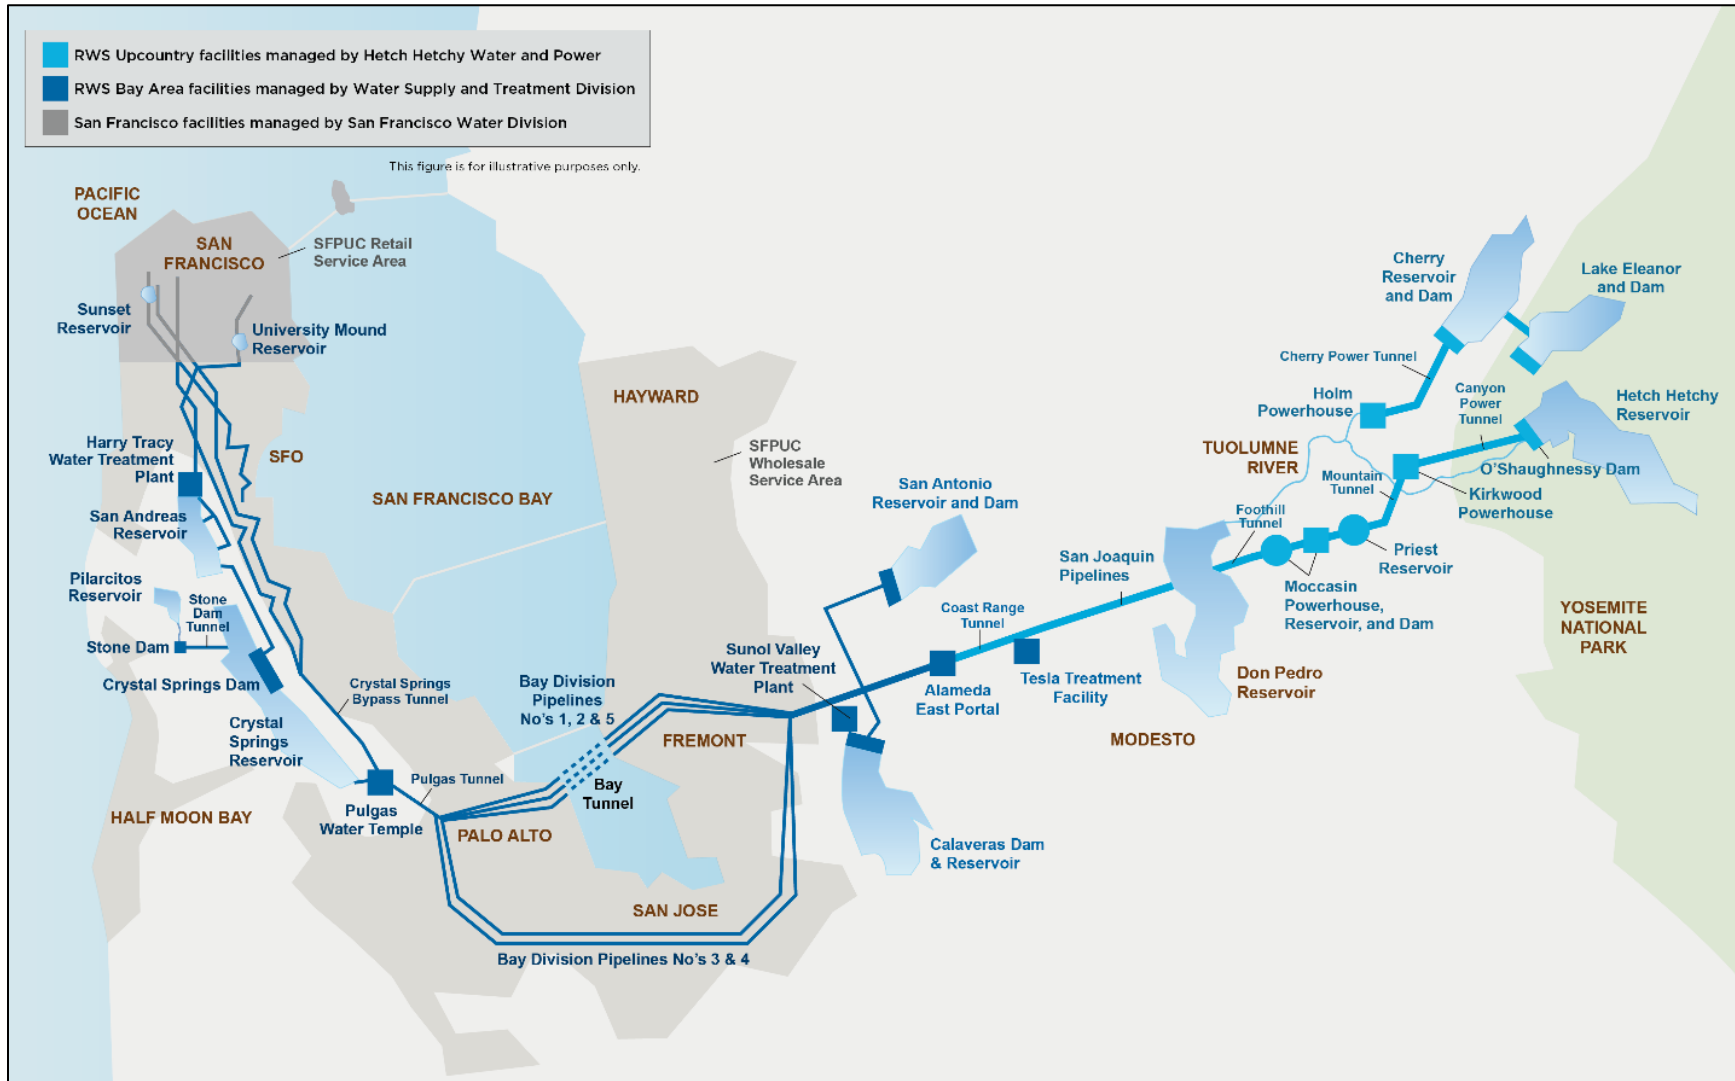 RWS Upcountry facilities managed by Hetch Hetchy Water and Power
RWS Bay Area facilities managed by Water Supply and Treatment Division
San Francisco facilities managed by San Francisco Water Division
This figure is for illustrative purposes only.
PACIFIC
OCEAN
SAN
FRANCISCO
SFPUC Retail
Service Area
Sunset
Reservoir
University Mound
Reservoir
Harry Tracy
Water Treatment
Plant
SFO
San Andreas
Reservoir
Pilarcitos
Reservoir
Stone
Dam
Tunnel
Stone Dam
Crystal Springs Dam
Crystal Springs
Bypass Tunnel
Crystal
Springs
Reservoir
HALF MOON BAY
Pulgas
Water Temple
Pulgas Tunnel
PALO ALTO
SAN FRANCISCO BAY
Bay Division
Pipelines
No's 1, 2 & 5
Bay
Tunnel
FREMONT
SAN JOSE
Bay Division Pipelines No's 3 & 4
HAYWARD
SFPUC
Wholesale
Service Area
San Antonio
Reservoir and Dam
Sunol Valley
Water Treatment
Plant
Calaveras Dam
& Reservoir
Alameda
East Portal
Coast Range
Tunnel
Tesla Treatment
Facility
San Joaquin
Pipelines
MODESTO
Don Pedro
Reservoir
Foothill
Tunnel
Moccasin
Powerhouse,
Reservoir, and Dam
Priest
Reservoir
Mountain
Tunnel
TUOLUMNE
RIVER
Kirkwood
Powerhouse
Holm
Powerhouse
Cherry Power Tunnel
Cherry
Reservoir
and Dam
Lake Eleanor
and Dam
Canyon
Power
Tunnel
Hetch Hetchy
Reservoir
O'Shaughnessy Dam
YOSEMITE
NATIONAL
PARK